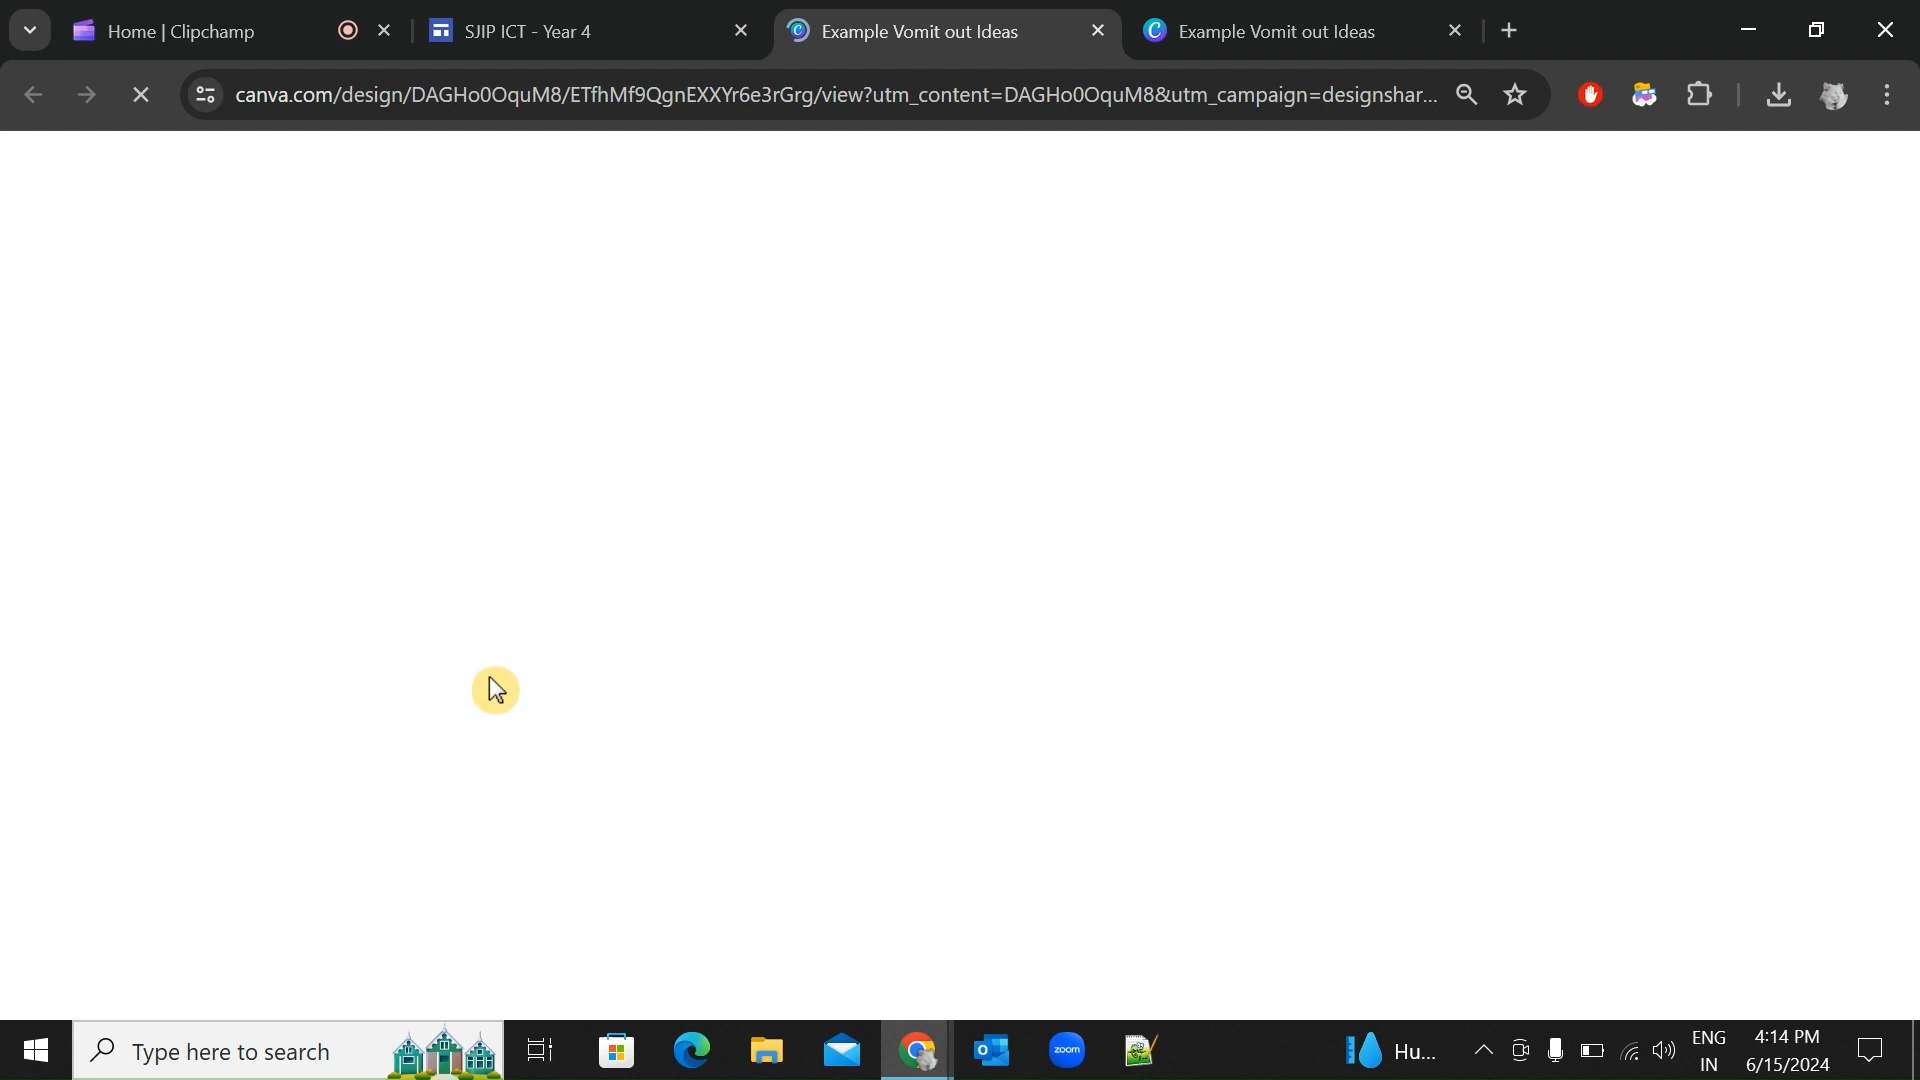 Home | Clipchamp
SJIP ICT - Year 4
Example Vomit out Ideas
Example Vomit out Ideas
canva.com/design/DAGHo0OquM8/ETfhMf9QgnEXXYr6e3rGrg/view?utm_content=DAGHo0OquM8&utm_campaign=designshar...
Type here to search
zoom
Hu...
ENG
IN
4:14 PM
6/15/2024